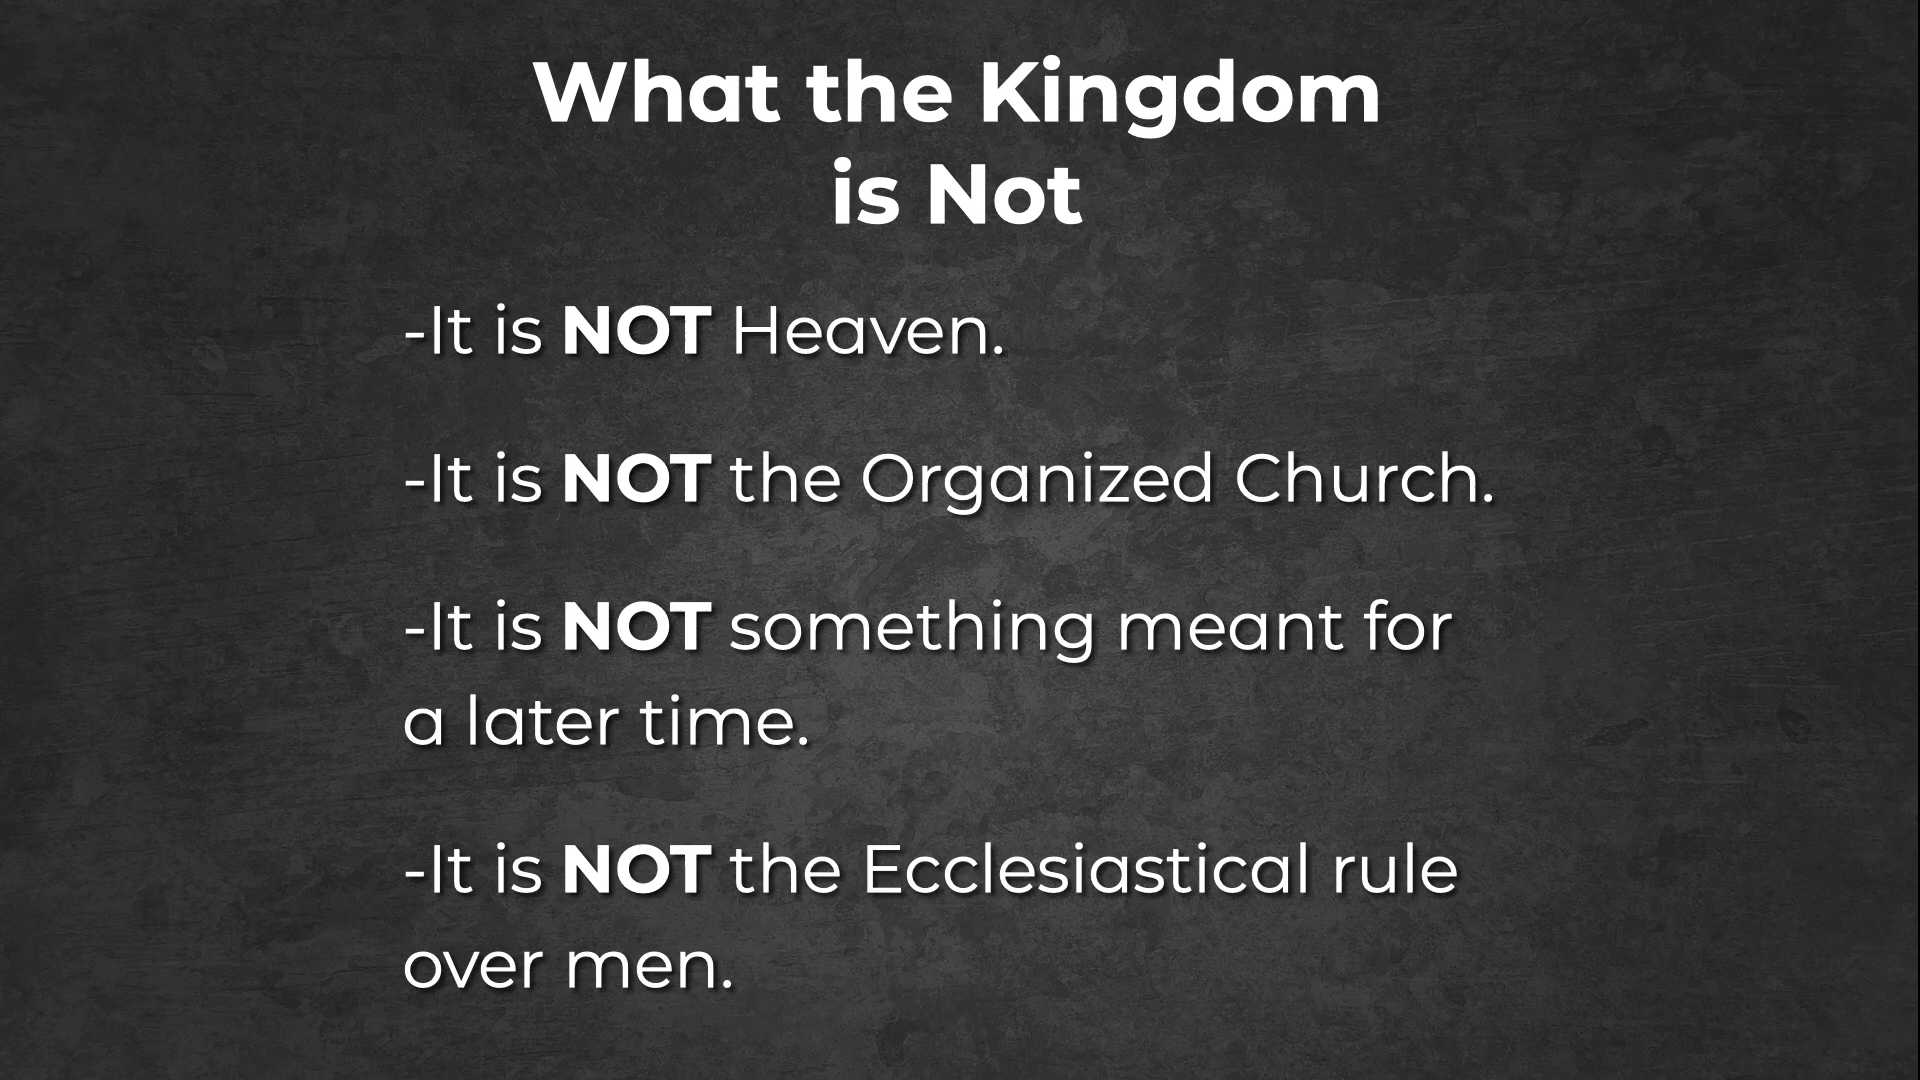 What the Kingdom
is Not
-It is NOT Heaven.
-It is NOT the Organized Church.
-It is NOT something meant for
a later time.
-It is NOT the Ecclesiastical rule
over men.